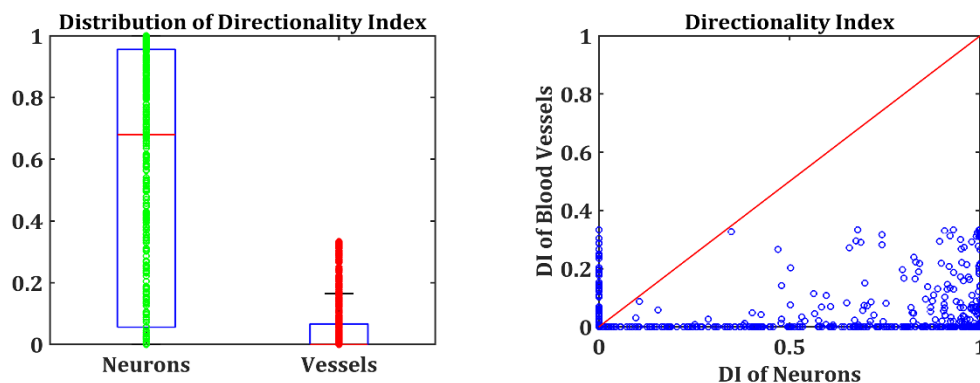 Distribution of Directionality Index
1
0.8
0.6
0.4
0.2
0
Neurons
Vessels
Directionality Index
DI of Blood Vessels
1
0.8
0.6
0.4
0.2
0
0
0.5
1
DI of Neurons